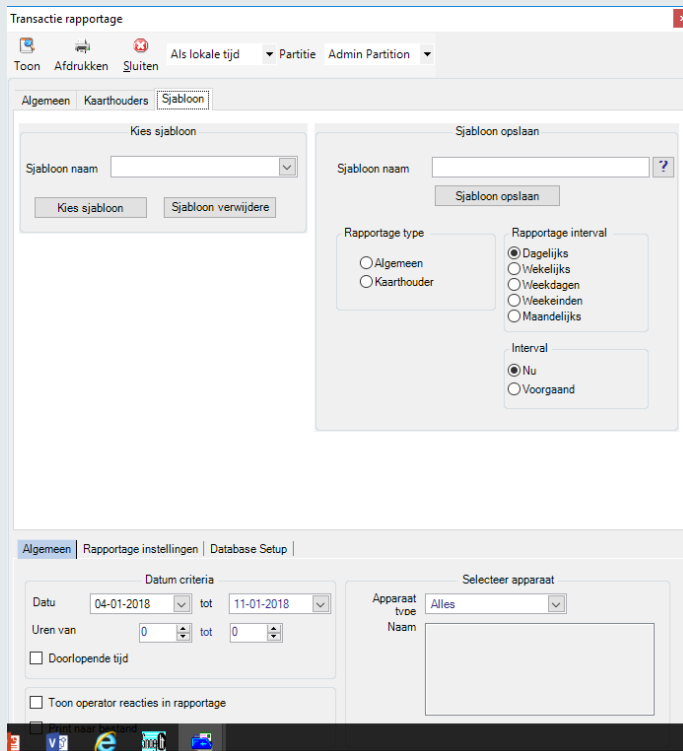 Transactie rapportage
Toon Afdrukken Sluiten Als lokale tijd Partitie Admin Partition
Algemeen Kaarthouders Sjabloon
Kies sjabloon
Sjabloon naam
Kies sjabloon Sjabloon verwijdere
Sjabloon opslaan
Sjabloon naam ?
Sjabloon opslaan
Rapportage type
Algemeen
Kaarthouder
Rapportage interval
Dagelijks
Wekelijks
Weekdagen
Weekeinden
Maandelijks
Interval
Nu
Voorgaand
Algemeen Rapportage instellingen Database Setup
Datum criteria
Datu 04-01-2018 tot 11-01-2018
Uren van 0 tot 0
Doorlopende tijd
Toon operator reacties in rapportage
Print naar bestand
Selecteer apparaat
Apparaat type Alles
Naam